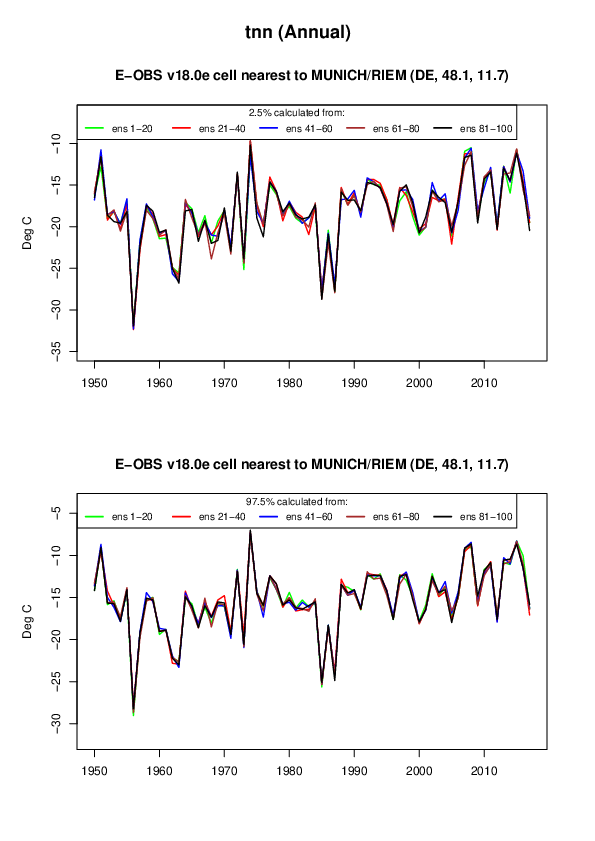 tnn (Annual)
E−OBS v18.0e cell nearest to MUNICH/RIEM (DE, 48.1, 11.7)
2.5% calculated from:
ens 1−20 ens 21−40 ens 41−60 ens 61−80 ens 81−100
Deg C
−10
−15
−20
−25
−30
−35
1950 1960 1970 1980 1990 2000 2010
E−OBS v18.0e cell nearest to MUNICH/RIEM (DE, 48.1, 11.7)
97.5% calculated from:
ens 1−20 ens 21−40 ens 41−60 ens 61−80 ens 81−100
Deg C
−5
−10
−15
−20
−25
−30
1950 1960 1970 1980 1990 2000 2010